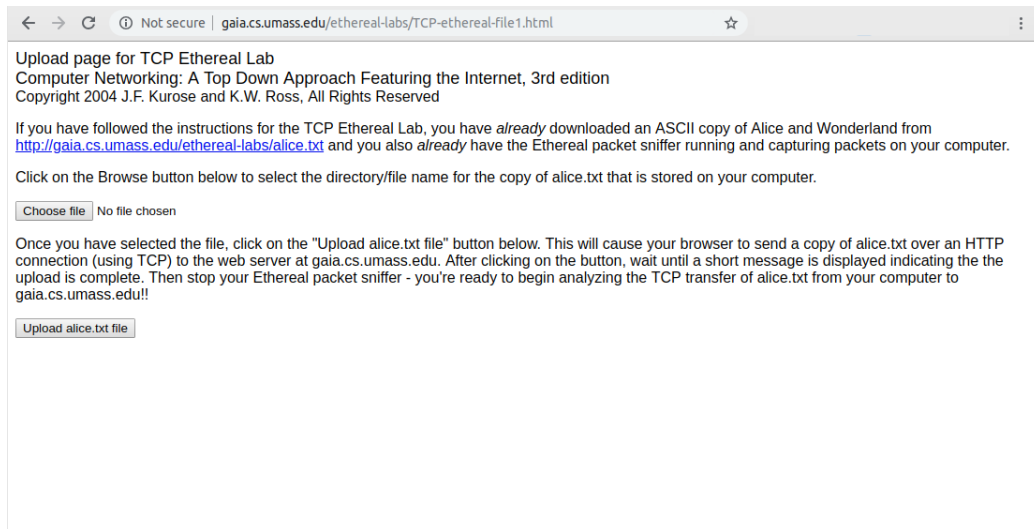 Not secure | gaia.cs.umass.edu/ethereal-labs/TCP-ethereal-file1.html
Upload page for TCP Ethereal Lab
Computer Networking: A Top Down Approach Featuring the Internet, 3rd edition
Copyright 2004 J.F. Kurose and K.W. Ross, All Rights Reserved
If you have followed the instructions for the TCP Ethereal Lab, you have already downloaded an ASCII copy of Alice and Wonderland from
http://gaia.cs.umass.edu/ethereal-labs/alice.txt and you also already have the Ethereal packet sniffer running and capturing packets on your computer.
Click on the Browse button below to select the directory/file name for the copy of alice.txt that is stored on your computer.
Choose file No file chosen
Once you have selected the file, click on the "Upload alice.txt file" button below. This will cause your browser to send a copy of alice.txt over an HTTP
connection (using TCP) to the web server at gaia.cs.umass.edu. After clicking on the button, wait until a short message is displayed indicating the the
upload is complete. Then stop your Ethereal packet sniffer - you're ready to begin analyzing the TCP transfer of alice.txt from your computer to
gaia.cs.umass.edu!!
Upload alice.txt file